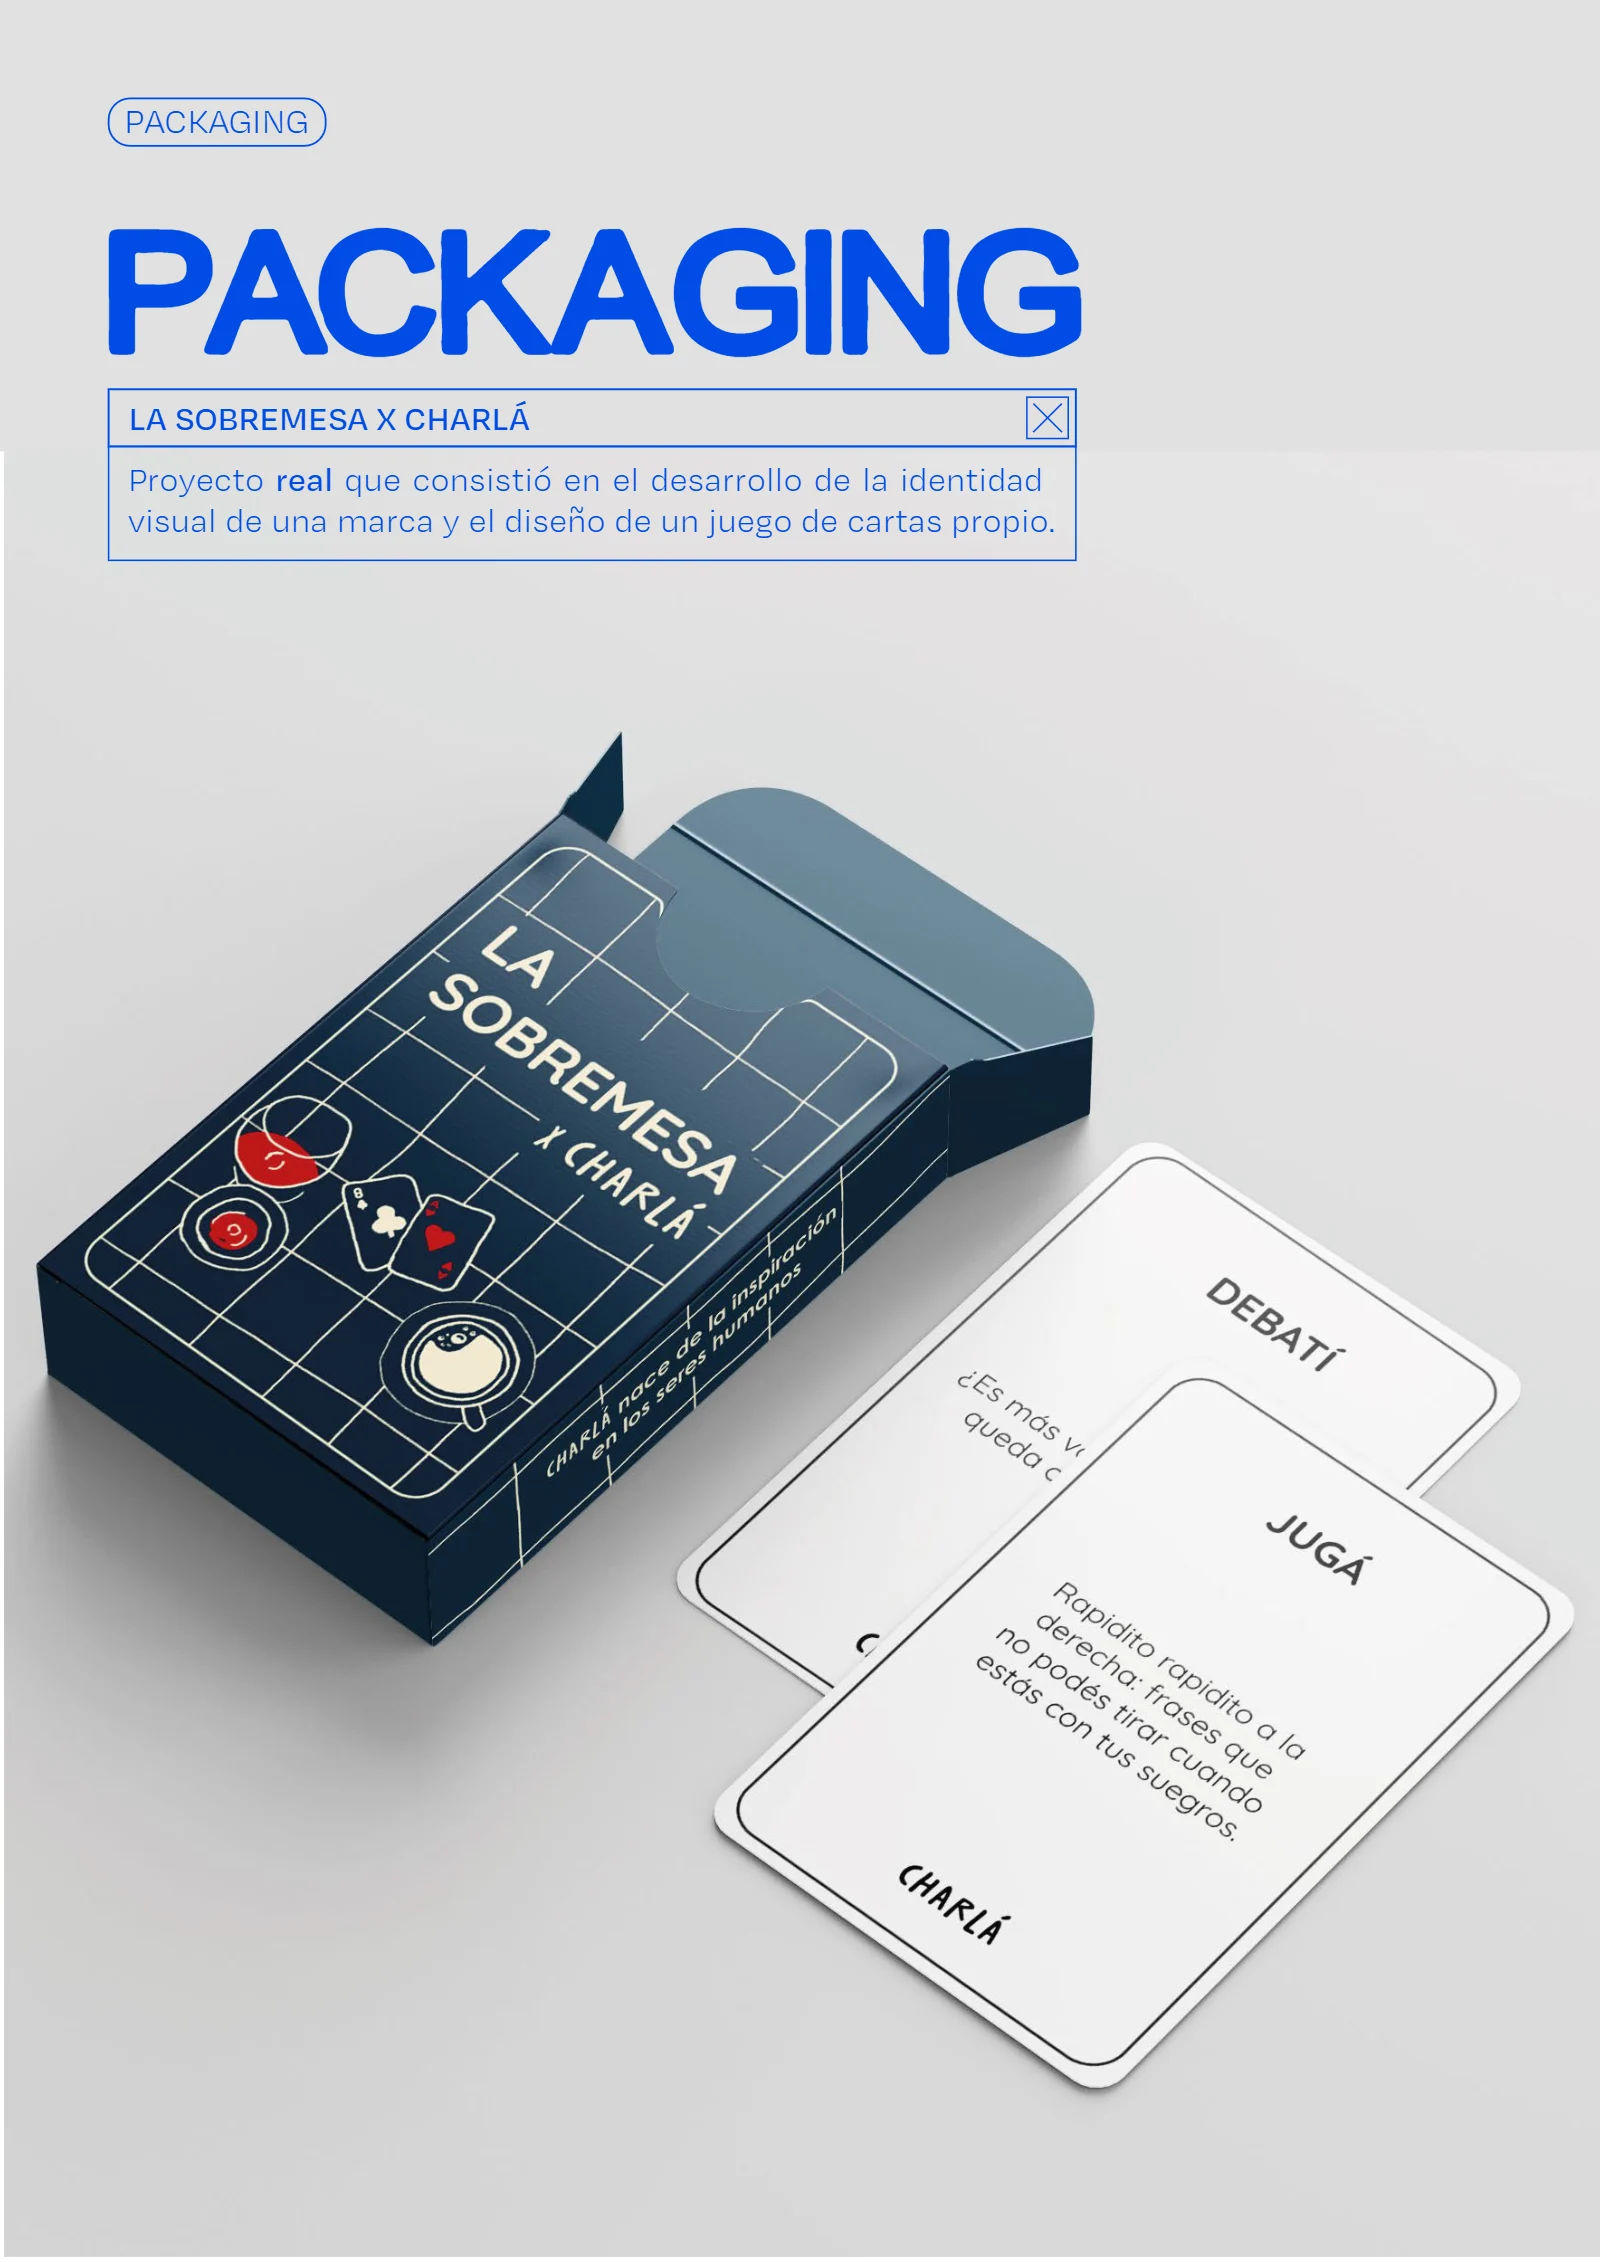 PACKAGING
PACKAGING
LA SOBREMESA X CHARLÁ
Proyecto real que consistió en el desarrollo de la identidad
visual de una marca y el diseño de un juego de cartas propio.
LA
SOBREMESA
X CHARLÁ
8
CHARLÁ nace de la inspiración
en los seres humanos
DEBATÍ
¿Es más
queda
JUGÁ
Rapidito rapidito a la
derecha: frases que
no podés tirar cuando
estás con tus suegros.
CHARLÁ